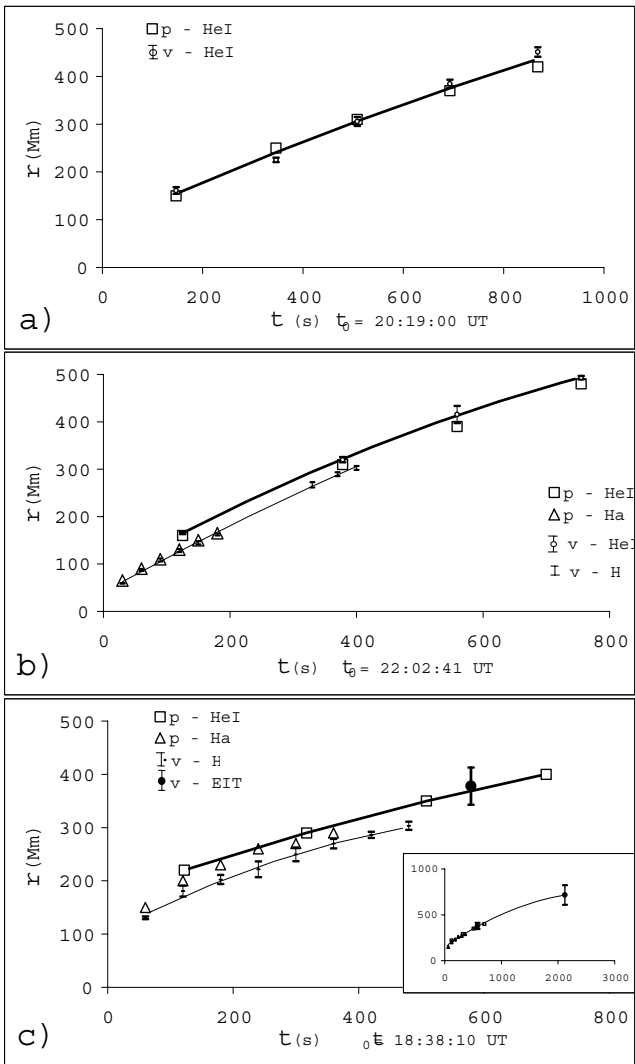 500
400
300
200
100
0
r (Mm)
p - HeI
v - HeI
0 200 400 600 800 1000
a)
t (s) t0 = 20:19:00 UT
500
400
300
200
100
0
r (Mm)
p - HeI
p - Ha
v - HeI
v - H
0 200 400 600 800
b)
t (s) t0 = 22:02:41 UT
500
400
300
200
100
0
r (Mm)
p - HeI
p - Ha
v - H
v - EIT
1000
500
0
0 1000 2000 3000
0 200 400 600 800
c)
t (s) 0t= 18:38:10 UT